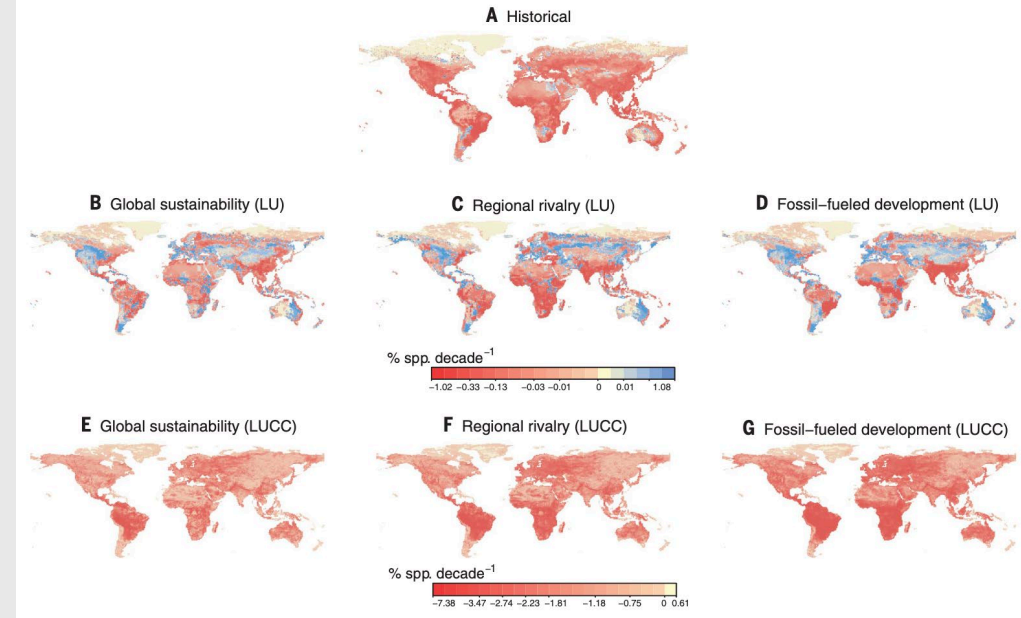 A Historical
B Global sustainability (LU)
C Regional rivalry (LU)
D Fossil–fueled development (LU)
% spp. decade⁻¹
−1.02 −0.33 −0.13 −0.03 −0.01 0 0.01 1.08
E Global sustainability (LUCC)
F Regional rivalry (LUCC)
G Fossil–fueled development (LUCC)
% spp. decade⁻¹
−7.38 −3.47 −2.74 −2.23 −1.81 −1.18 −0.75 0 0.61